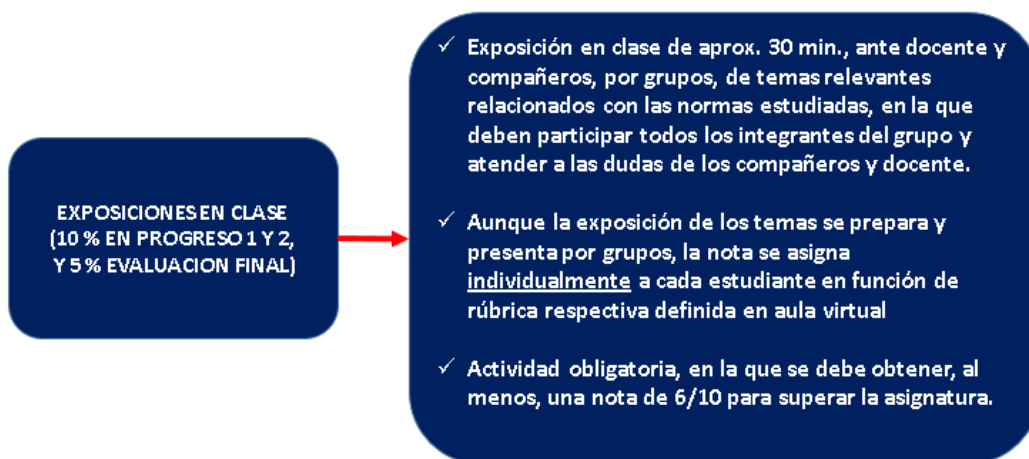 EXPOSICIONES EN CLASE
(10 % EN PROGRESO 1 Y 2,
Y 5 % EVALUACION FINAL)
✓ Exposición en clase de aprox. 30 min., ante docente y
compañeros, por grupos, de temas relevantes
relacionados con las normas estudiadas, en la que
deben participar todos los integrantes del grupo y
atender a las dudas de los compañeros y docente.
✓ Aunque la exposición de los temas se prepara y
presenta por grupos, la nota se asigna
individualmente a cada estudiante en función de
rúbrica respectiva definida en aula virtual
✓ Actividad obligatoria, en la que se debe obtener, al
menos, una nota de 6/10 para superar la asignatura.